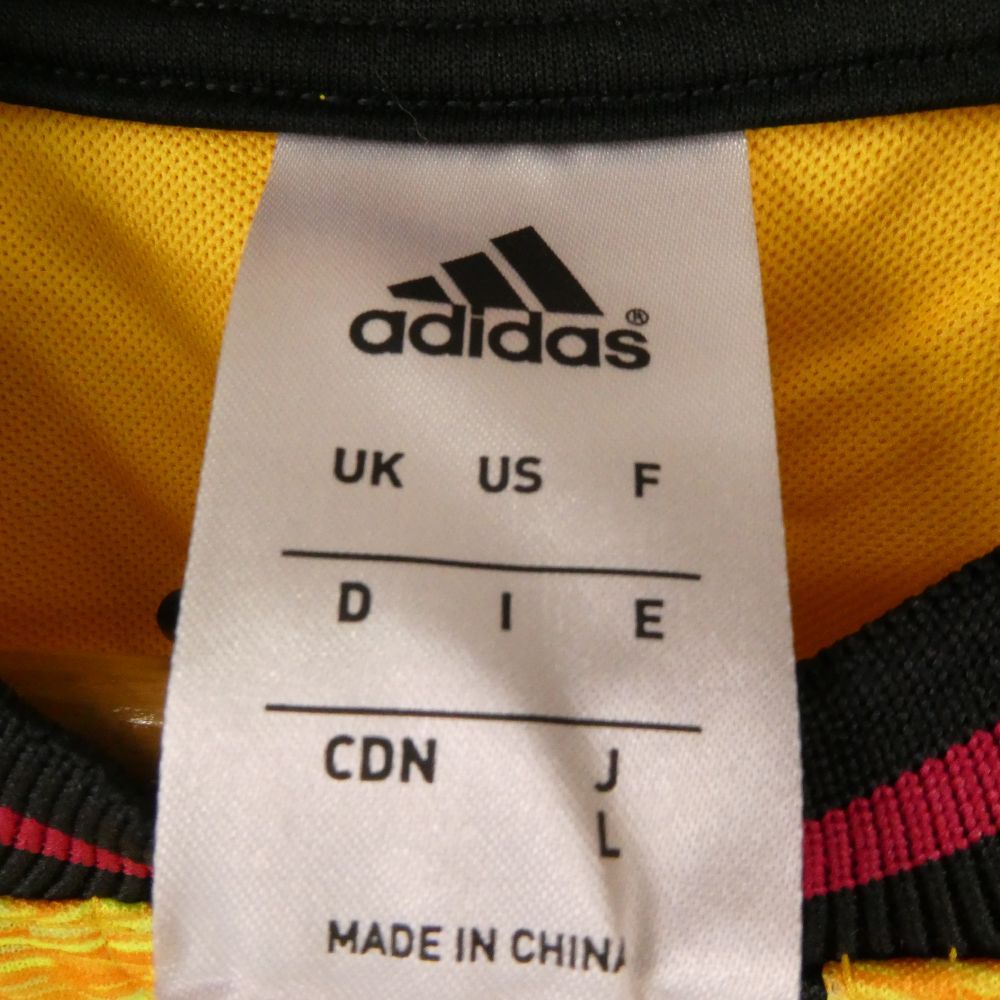 adidas®
UK US F
D I E
CDN J
L
MADE IN CHINA